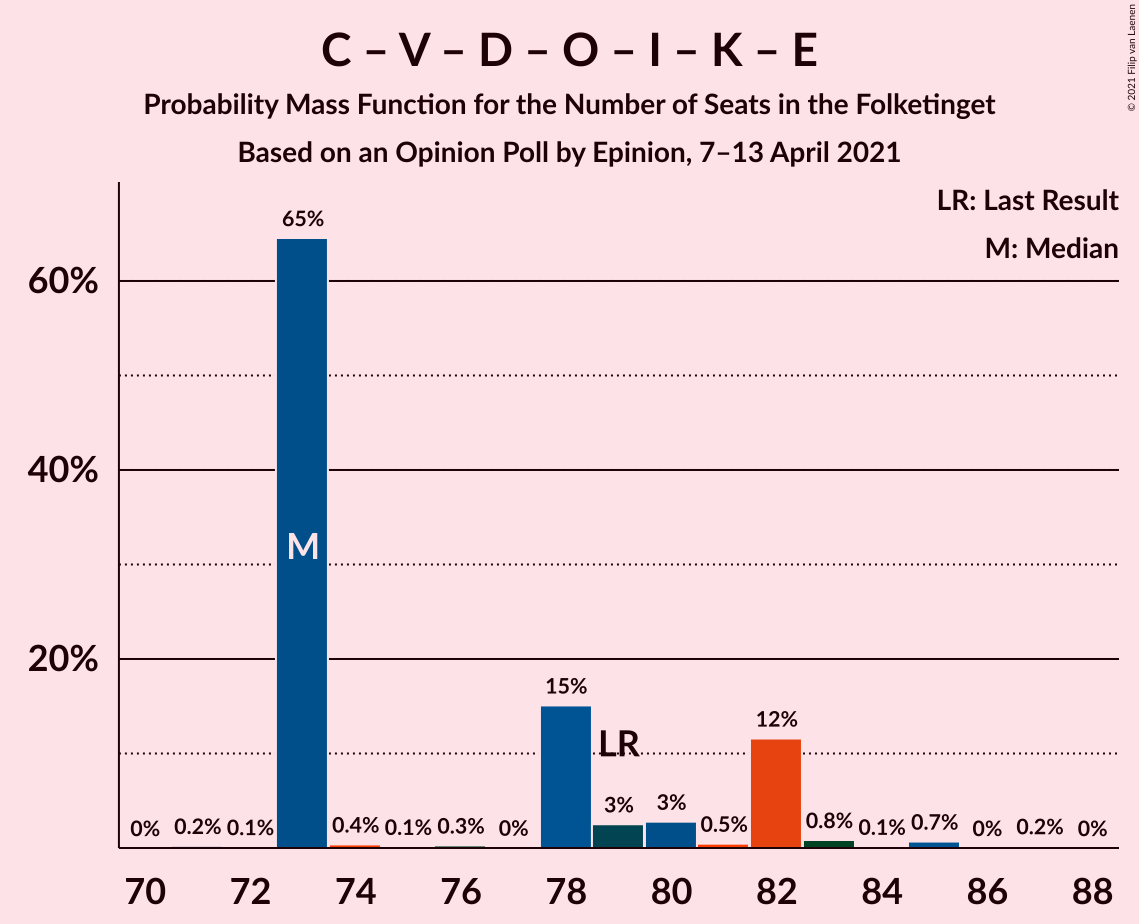 C – V – D – O – I – K – E
Probability Mass Function for the Number of Seats in the Folketinget
Based on an Opinion Poll by Epinion, 7–13 April 2021
© 2021 Filip van Laenen
LR: Last Result
M: Median
60%
40%
20%
0%
0.2%
0.1%
65%
M
0.4%
0.1%
0.3%
0%
15%
LR
3%
3%
0.5%
12%
0.8%
0.1%
0.7%
0%
0.2%
0%
70 72 74 76 78 80 82 84 86 88